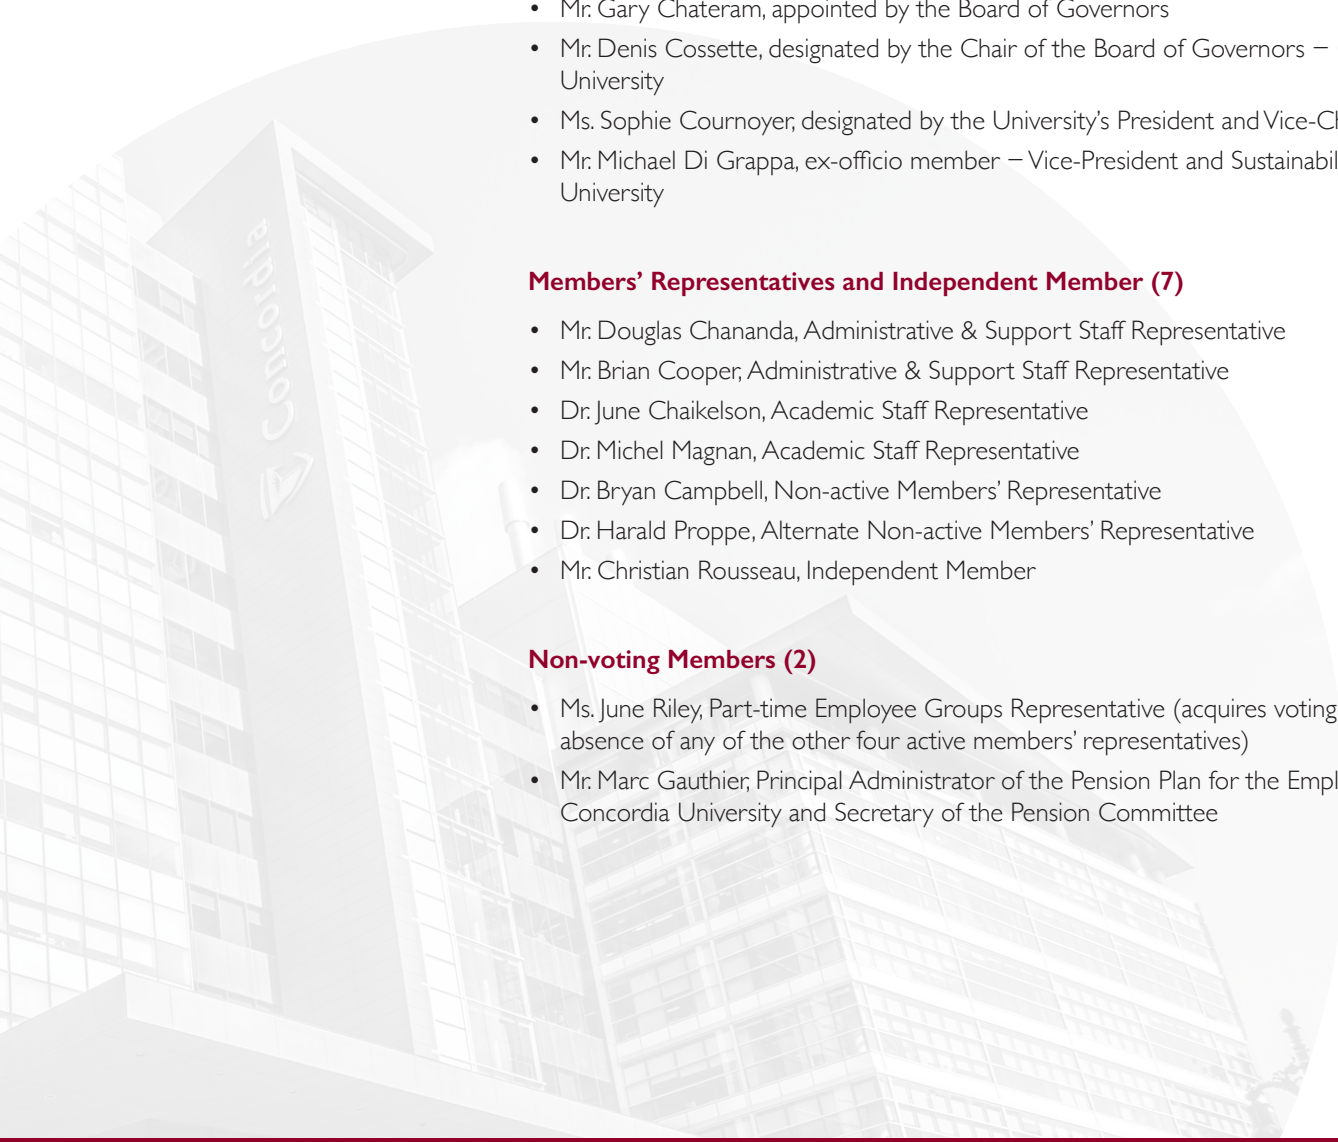 • Mr. Gary Chateram, appointed by the Board of Governors
• Mr. Denis Cossette, designated by the Chair of the Board of Governors –
University
• Ms. Sophie Cournoyer, designated by the University’s President and Vice-Ch
• Mr. Michael Di Grappa, ex-officio member – Vice-President and Sustainabil
University
Members’ Representatives and Independent Member (7)
• Mr. Douglas Chananda, Administrative & Support Staff Representative
• Mr. Brian Cooper, Administrative & Support Staff Representative
• Dr. June Chaikelson, Academic Staff Representative
• Dr. Michel Magnan, Academic Staff Representative
• Dr. Bryan Campbell, Non-active Members’ Representative
• Dr. Harald Proppe, Alternate Non-active Members’ Representative
• Mr. Christian Rousseau, Independent Member
Non-voting Members (2)
• Ms. June Riley, Part-time Employee Groups Representative (acquires voting
absence of any of the other four active members’ representatives)
• Mr. Marc Gauthier, Principal Administrator of the Pension Plan for the Empl
Concordia University and Secretary of the Pension Committee
Concordia